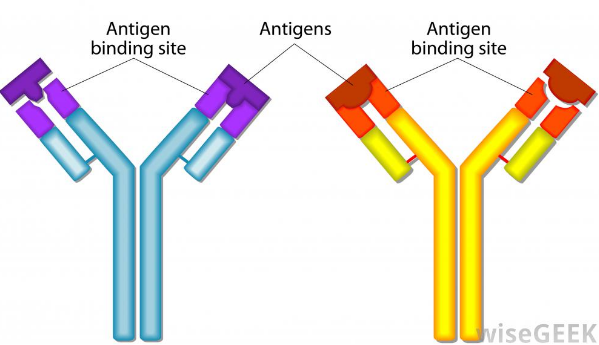 Antigen
binding site
Antigens
Antigen
binding site
wiseGEEK